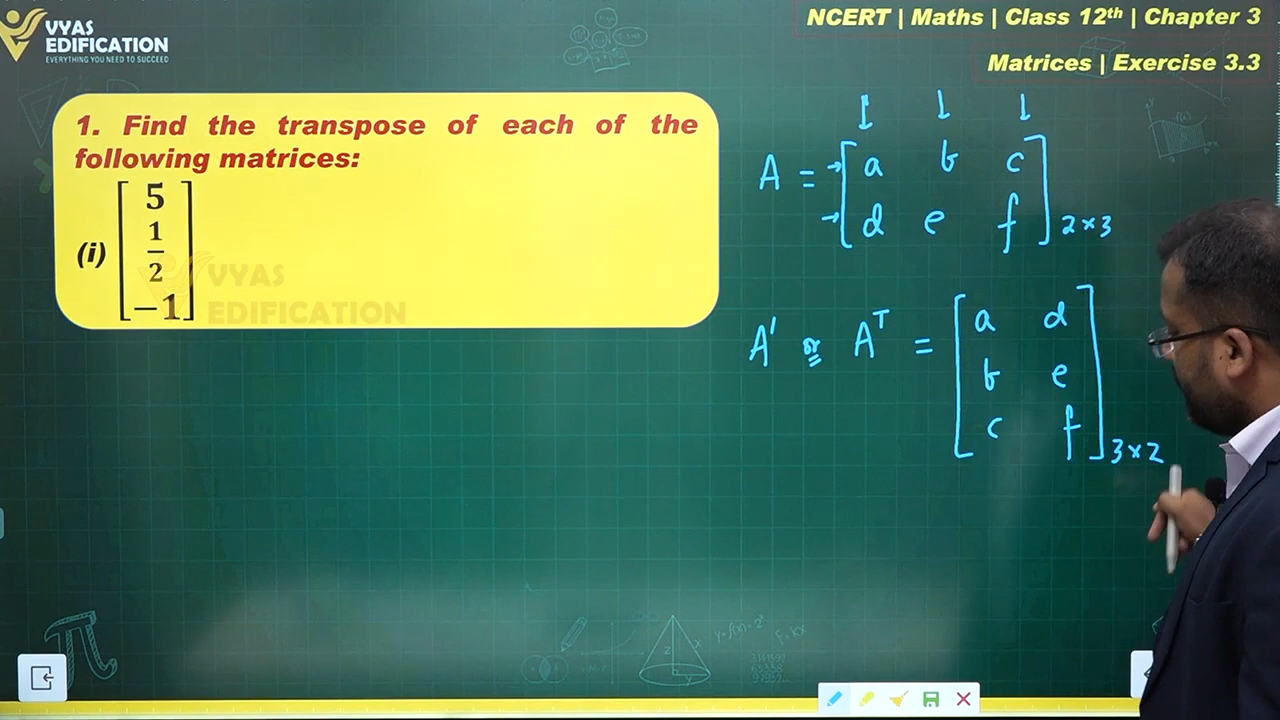 VYAS
EDIFICATION
EVERYTHING YOU NEED TO SUCCEED
NCERT | Maths | Class 12th | Chapter 3
Matrices | Exercise 3.3
1. Find the transpose of each of the
following matrices:
(i) [5
1/2
−1]
VYAS
EDIFICATION
A = [a b c
d e f] 2×3
A' or Aᵀ = [a d
b e
c f] 3×2